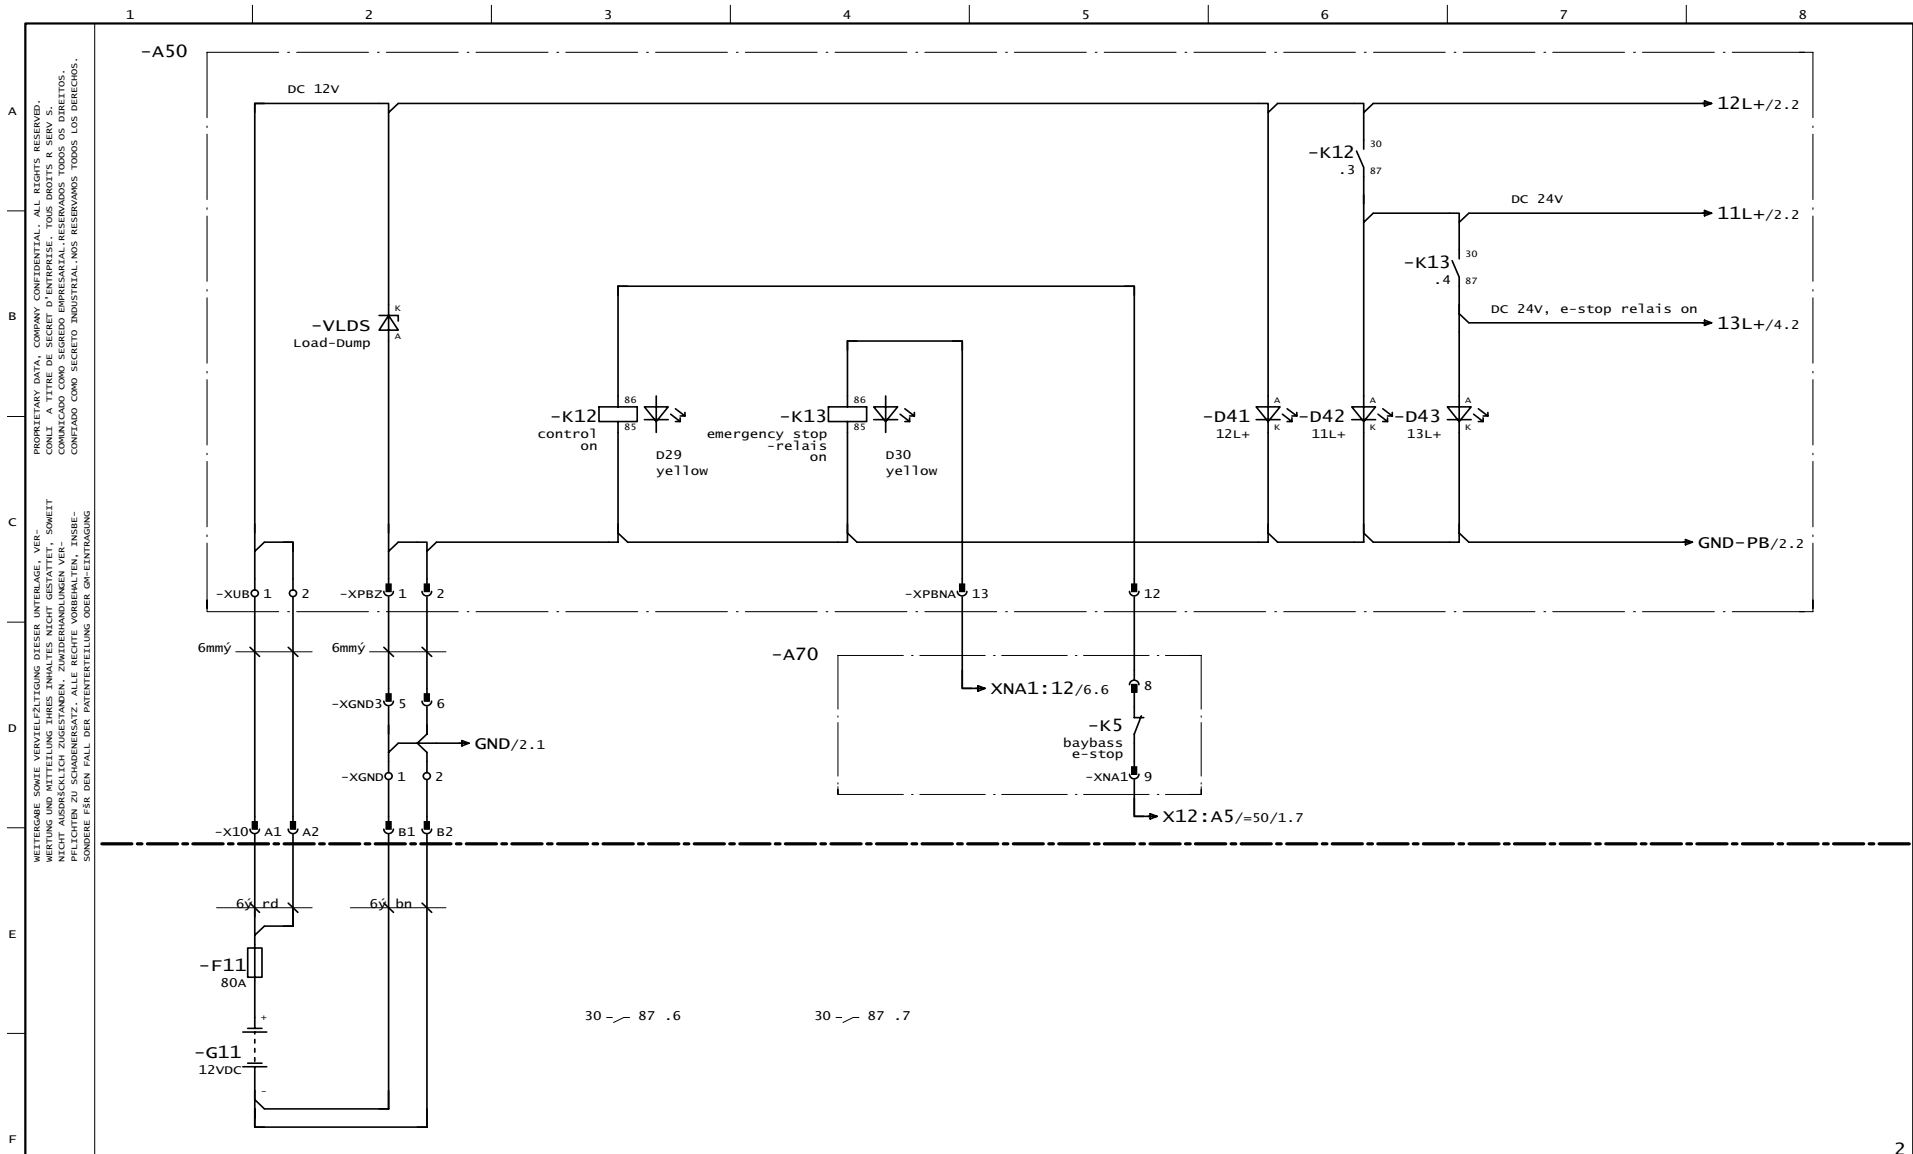 1 2 3 4 5 6 7 8
A
B
C
D
E
F
PROPRIETARY DATA, COMPANY CONFIDENTIAL. ALL RIGHTS RESERVED.
CONLI A TITRE DE SECRET D'ENTRPRISE. TOUS DROITS R SERV S.
COMUNICADO COMO SEGREDO EMPRESARIAL.RESERVADOS TODOS OS DIREITOS.
CONFIADO COMO SECRETO INDUSTRIAL.NOS RESERVAMOS TODOS LOS DERECHOS.
WEITERGABE SOWIE VERVIELFŽLTIGUNG DIESER UNTERLAGE, VER-
WERTUNG UND MITTEILUNG IHRES INHALTES NICHT GESTATTET, SOWEIT
NICHT AUSDRŠCKLICH ZUGESTANDEN. ZUWIDERHANDLUNGEN VER-
PFLICHTEN ZU SCHADENERSATZ. ALLE RECHTE VORBEHALTEN, INSBE-
SONDERE FŠR DEN FALL DER PATENTERTEILUNG ODER GM-EINTRAGUNG
-A50
DC 12V
12L+/2.2
-K12 30
.3 87
DC 24V
11L+/2.2
-K13 30
.4 87
DC 24V, e-stop relais on
13L+/4.2
K
-VLDS
Load-Dump
A
-K12 86
85
control
on
D29
yellow
-K13 86
85
emergency stop
-relais
on
D30
yellow
-D41 A
12L+ K
-D42 A
11L+ K
-D43 A
13L+ K
GND-PB/2.2
-XUB 1 2
-XPBZ 1 2
-XPBNA 13
12
6mmý
6mmý
-A70
XNA1:12/6.6
8
-XGND3 5 6
-K5
baybass
e-stop
GND/2.1
-XGND 1 2
-XNA1 9
X12:A5/=50/1.7
-X10 A1 A2 B1 B2
6ý rd
6ý bn
-F11
80A
+
-G11
12VDC
-
30 87 .6
30 87 .7
2